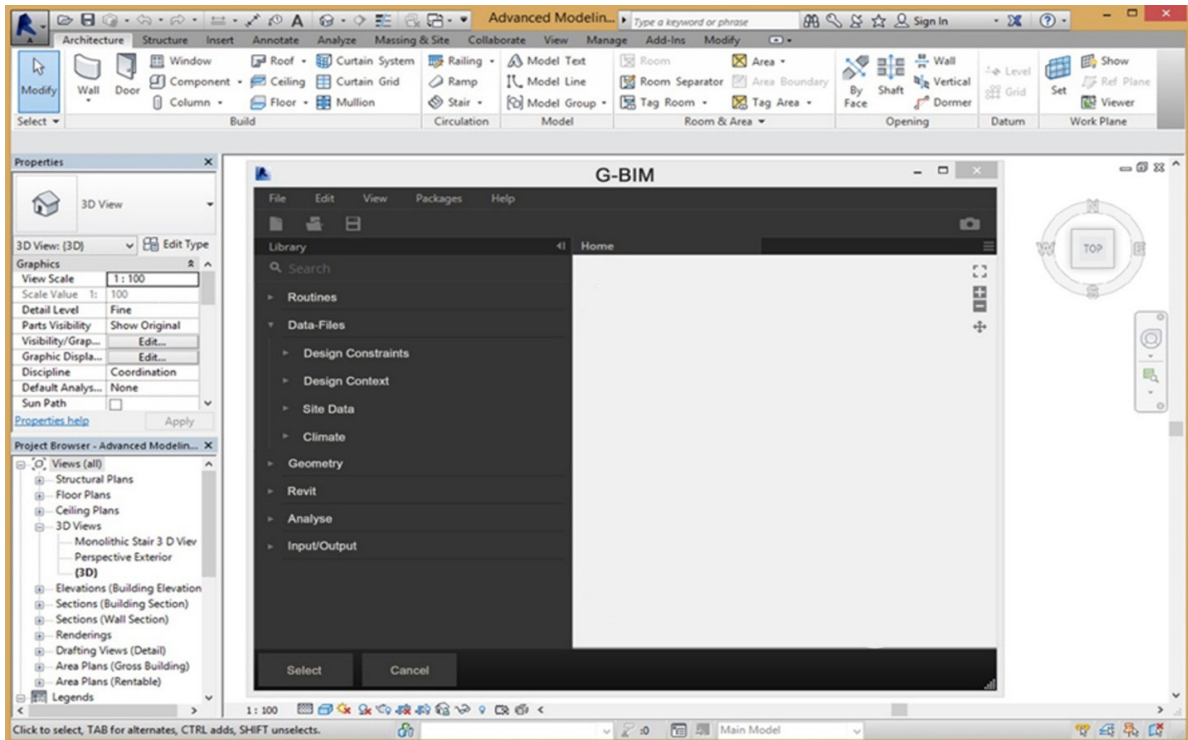 Advanced Modelin... Type a keyword or phrase Sign In
Architecture Structure Insert Annotate Analyze Massing & Site Collaborate View Manage Add-Ins Modify
Modify Wall Door Window Component Column
Roof Ceiling Floor Curtain System Curtain Grid Mullion
Railing Ramp Stair Model Text Model Line Model Group
Room Room Separator Tag Room Area Area Boundary Tag Area
By Face Shaft Wall Vertical Dormer Level Grid Set Show Ref Plane Viewer
Select Build Circulation Model Room & Area Opening Datum Work Plane
Properties
3D View
3D View: {3D} Edit Type
Graphics
View Scale 1 : 100
Scale Value 1: 100
Detail Level Fine
Parts Visibility Show Original
Visibility/Grap... Edit...
Graphic Displa... Edit...
Discipline Coordination
Default Analys... None
Sun Path
Properties help Apply
Project Browser - Advanced Modelin...
Views (all)
Structural Plans
Floor Plans
Ceiling Plans
3D Views
Monolithic Stair 3 D Viev
Perspective Exterior
{3D}
Elevations (Building Elevation
Sections (Building Section)
Sections (Wall Section)
Renderings
Drafting Views (Detail)
Area Plans (Gross Building)
Area Plans (Rentable)
Legends
G-BIM
File Edit View Packages Help
Library Home
Search
Routines
Data-Files
Design Constraints
Design Context
Site Data
Climate
Geometry
Revit
Analyse
Input/Output
Select Cancel
N
W TOP E
S
1 : 100
Click to select, TAB for alternates, CTRL adds, SHIFT unselects. :0 Main Model